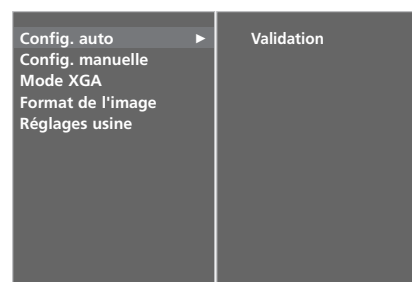 Config. auto ► Validation
Config. manuelle
Mode XGA
Format de l'image
Réglages usine